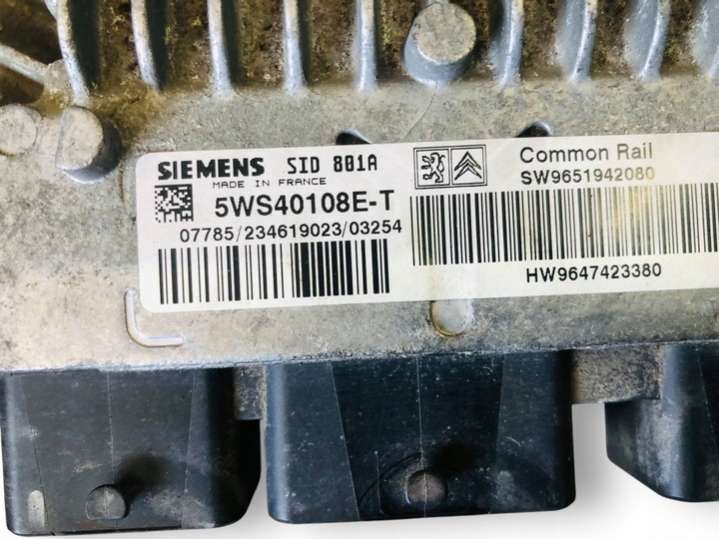 SIEMENS SID 801A
MADE IN FRANCE
5WS40108E-T
07785/234619023/03254
Common Rail
SW9651942080
HW9647423380